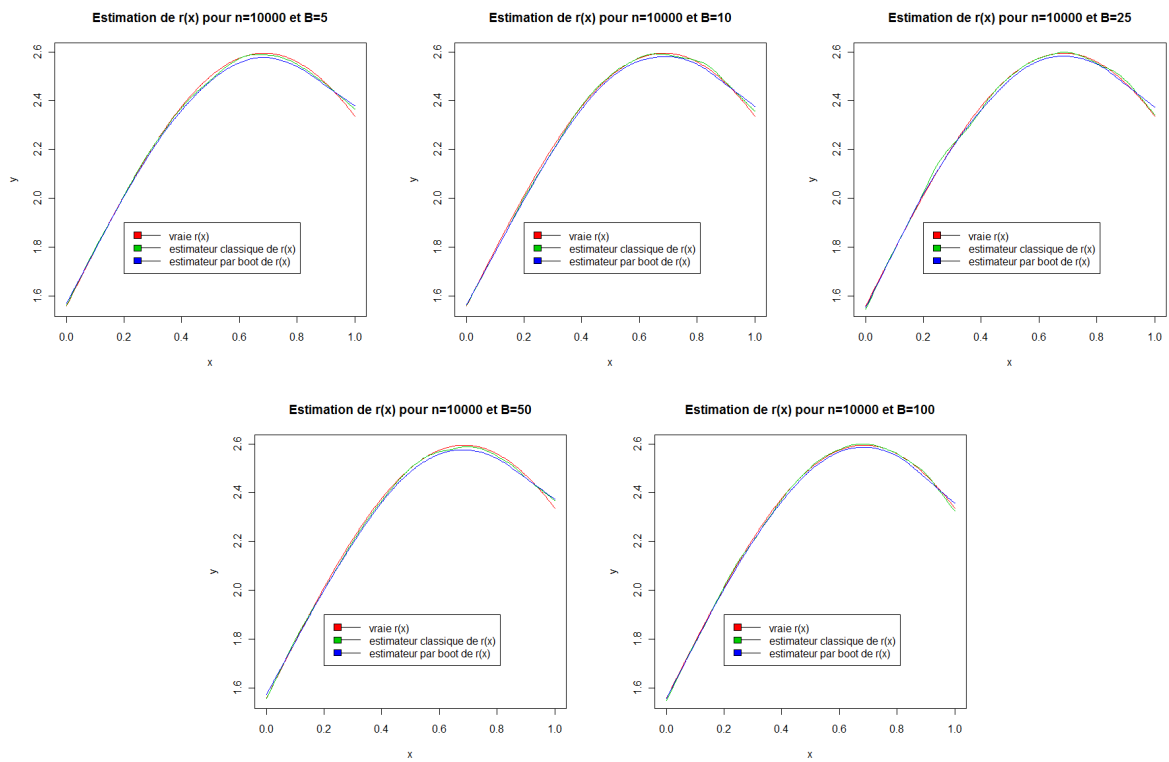 Estimation de r(x) pour n=10000 et B=5
y
2.6
2.4
2.2
2.0
1.8
1.6
vraie r(x)
estimateur classique de r(x)
estimateur par boot de r(x)
0.0 0.2 0.4 0.6 0.8 1.0
x
Estimation de r(x) pour n=10000 et B=10
y
2.6
2.4
2.2
2.0
1.8
1.6
vraie r(x)
estimateur classique de r(x)
estimateur par boot de r(x)
0.0 0.2 0.4 0.6 0.8 1.0
x
Estimation de r(x) pour n=10000 et B=25
y
2.6
2.4
2.2
2.0
1.8
1.6
vraie r(x)
estimateur classique de r(x)
estimateur par boot de r(x)
0.0 0.2 0.4 0.6 0.8 1.0
x
Estimation de r(x) pour n=10000 et B=50
y
2.6
2.4
2.2
2.0
1.8
1.6
vraie r(x)
estimateur classique de r(x)
estimateur par boot de r(x)
0.0 0.2 0.4 0.6 0.8 1.0
x
Estimation de r(x) pour n=10000 et B=100
y
2.6
2.4
2.2
2.0
1.8
1.6
vraie r(x)
estimateur classique de r(x)
estimateur par boot de r(x)
0.0 0.2 0.4 0.6 0.8 1.0
x